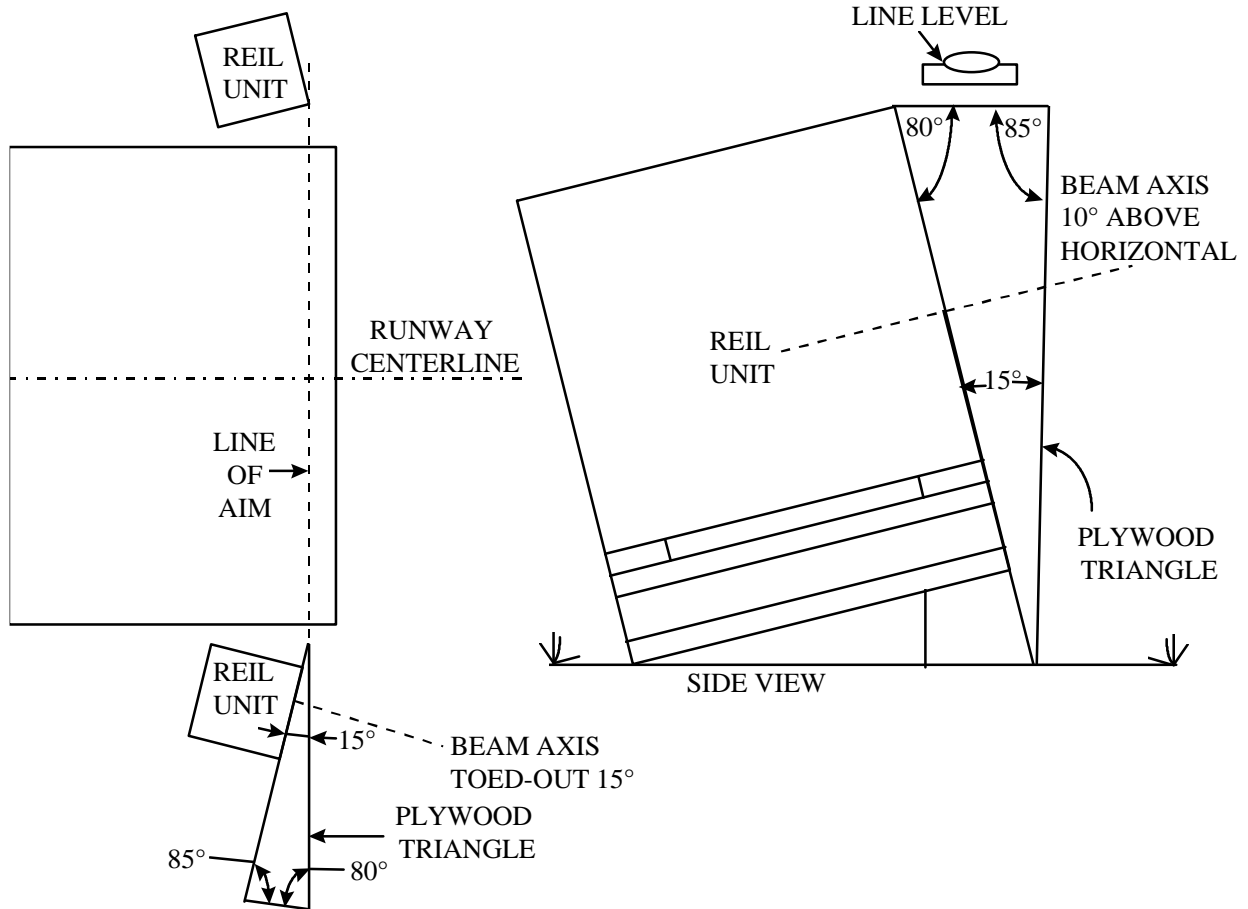 REIL
UNIT
RUNWAY
CENTERLINE
LINE
OF
AIM
REIL
UNIT
15°
BEAM AXIS
TOED-OUT 15°
PLYWOOD
TRIANGLE
85°
80°
LINE LEVEL
80°
85°
BEAM AXIS
10° ABOVE
HORIZONTAL
REIL
UNIT
15°
PLYWOOD
TRIANGLE
SIDE VIEW